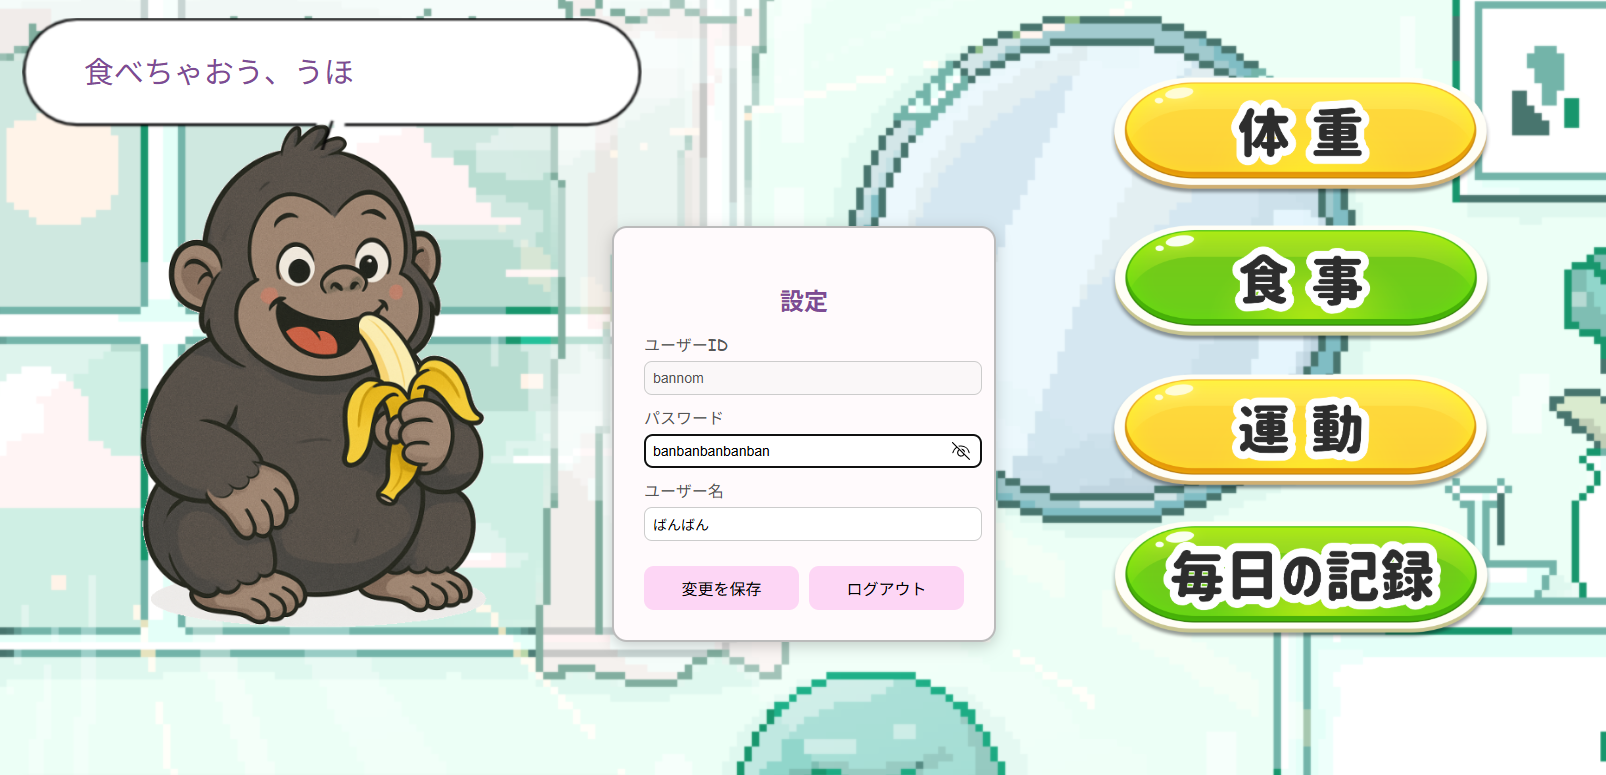 食べちゃおう、うほ
設定
ユーザーID
bannom
パスワード
banbanbanbanban
ユーザー名
ばんばん
変更を保存 ログアウト
体重
食事
運動
毎日の記録